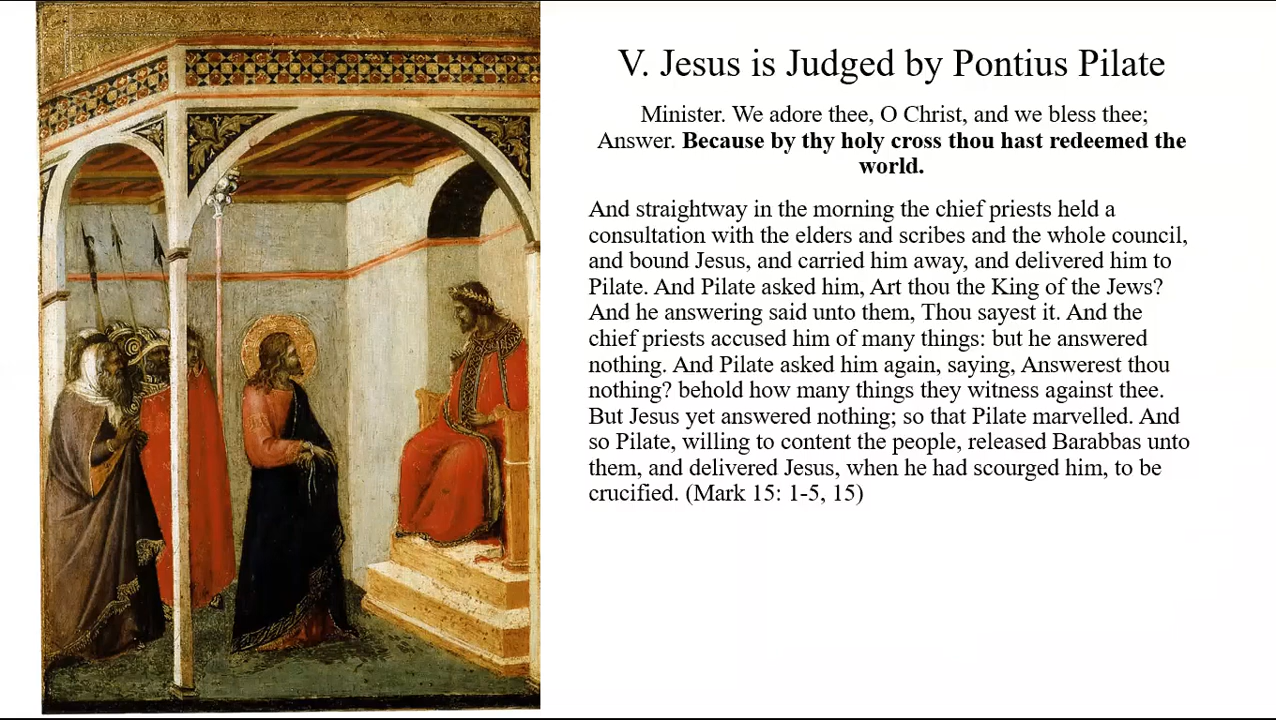 V. Jesus is Judged by Pontius Pilate
Minister. We adore thee, O Christ, and we bless thee;
Answer. Because by thy holy cross thou hast redeemed the
world.
And straightway in the morning the chief priests held a
consultation with the elders and scribes and the whole council,
and bound Jesus, and carried him away, and delivered him to
Pilate. And Pilate asked him, Art thou the King of the Jews?
And he answering said unto them, Thou sayest it. And the
chief priests accused him of many things: but he answered
nothing. And Pilate asked him again, saying, Answerest thou
nothing? behold how many things they witness against thee.
But Jesus yet answered nothing; so that Pilate marvelled. And
so Pilate, willing to content the people, released Barabbas unto
them, and delivered Jesus, when he had scourged him, to be
crucified. (Mark 15: 1-5, 15)